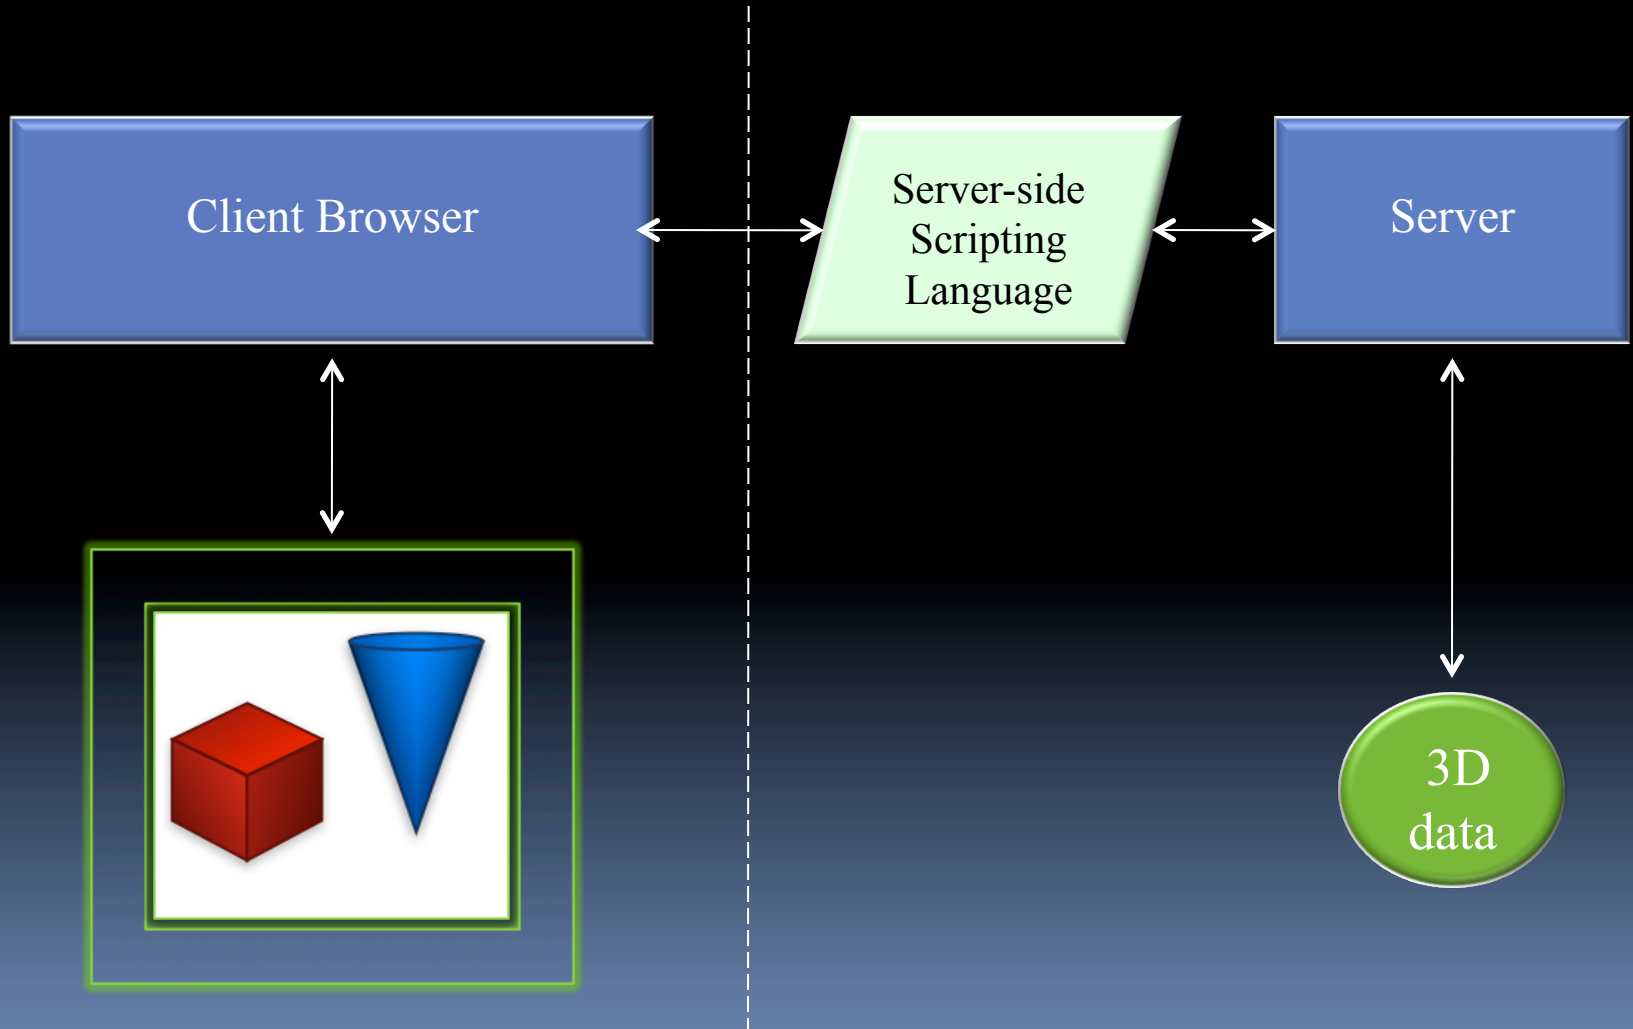 Client Browser
Server-side
Scripting
Language
Server
3D
data